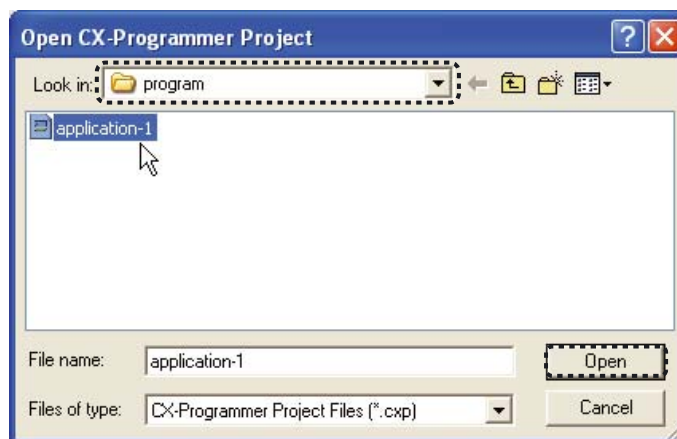 Open CX-Programmer Project
Look in: program
application-1
File name: application-1
Open
Files of type: CX-Programmer Project Files (*.cxp)
Cancel